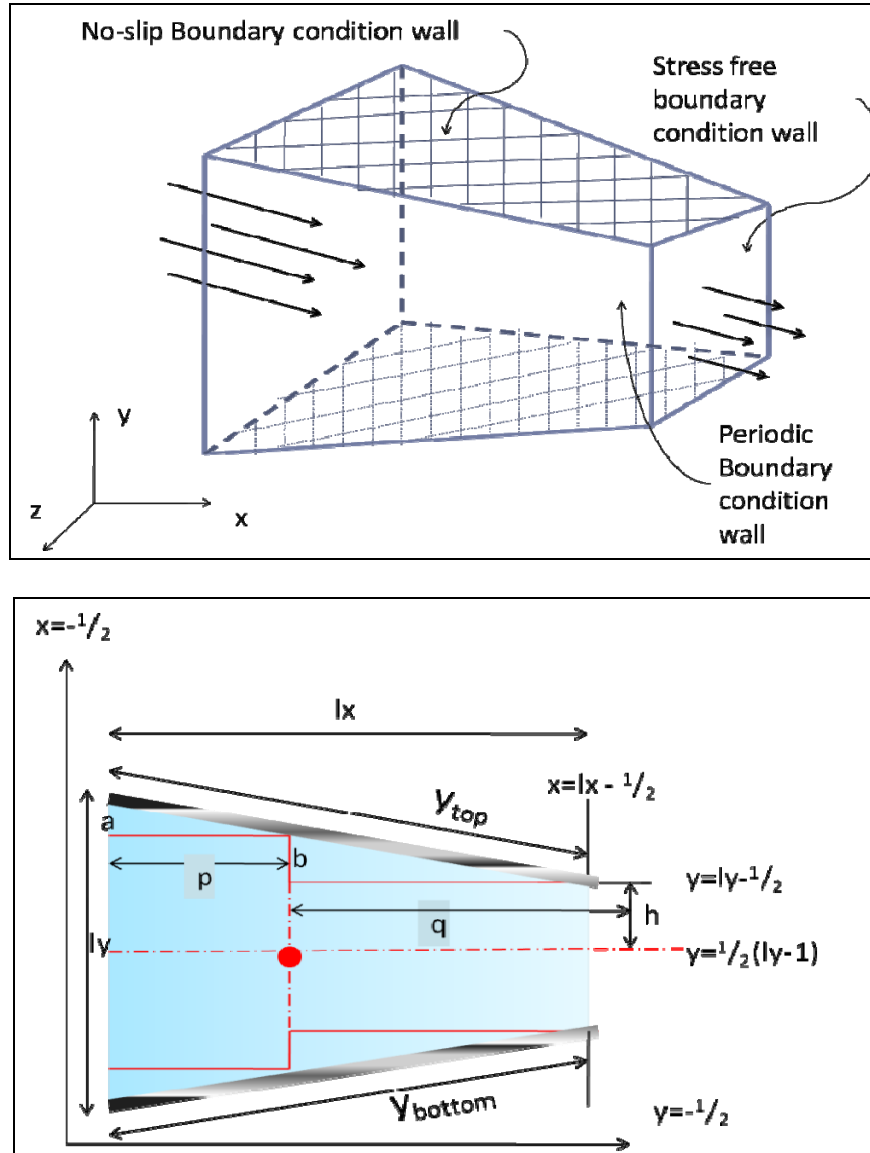 No-slip Boundary condition wall
Stress free
boundary
condition wall
y
z
x
Periodic
Boundary
condition
wall
x=-1/2
lx
x=lx-1/2
ytop
a
b
p
y=ly-1/2
q
h
ly
y=1/2(ly-1)
ybottom
y=-1/2